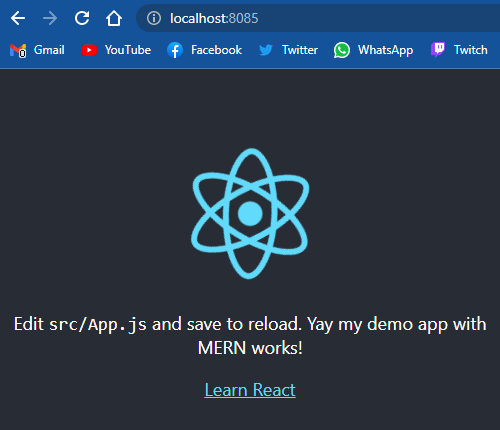 localhost:8085
Gmail YouTube Facebook Twitter WhatsApp Twitch
Edit src/App.js and save to reload. Yay my demo app with
MERN works!
Learn React